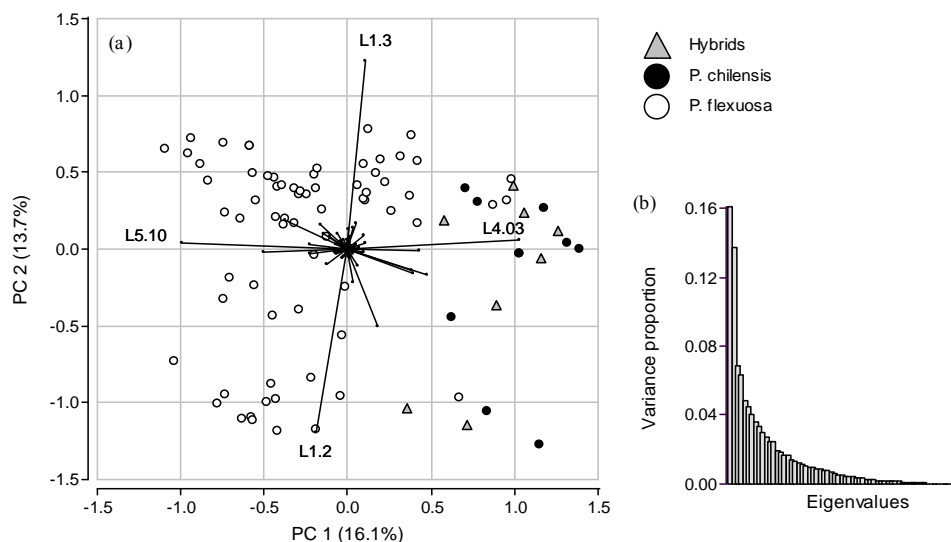 (a)
1.5
1.0
0.5
0.0
-0.5
-1.0
-1.5
PC 2 (13.7%)
L1.3
L5.10
L4.03
L1.2
-1.5 -1.0 -0.5 0.0 0.5 1.0 1.5
PC 1 (16.1%)
Hybrids
P. chilensis
P. flexuosa
(b)
0.16
0.12
0.08
0.04
0.00
Variance proportion
Eigenvalues